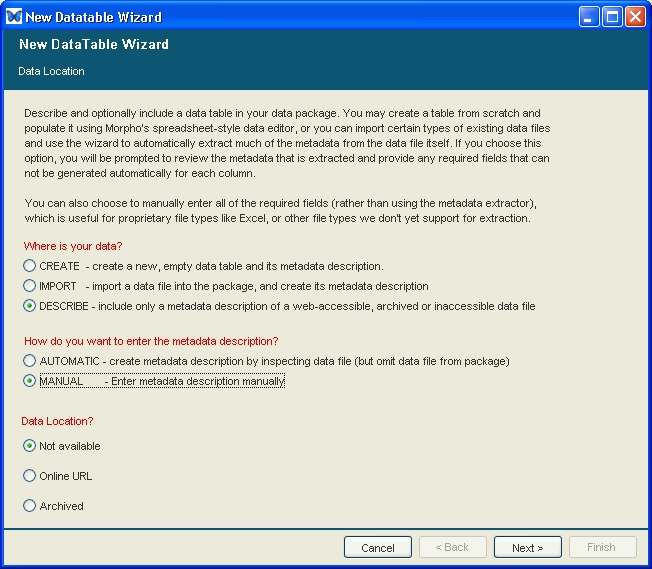 New Datatable Wizard
New DataTable Wizard
Data Location
Describe and optionally include a data table in your data package. You may create a table from scratch and
populate it using Morpho's spreadsheet-style data editor, or you can import certain types of existing data files
and use the wizard to automatically extract much of the metadata from the data file itself. If you choose this
option, you will be prompted to review the metadata that is extracted and provide any required fields that can
not be generated automatically for each column.
You can also choose to manually enter all of the required fields (rather than using the metadata extractor),
which is useful for proprietary file types like Excel, or other file types we don't yet support for extraction.
Where is your data?
CREATE - create a new, empty data table and its metadata description.
IMPORT - import a data file into the package, and create its metadata description
DESCRIBE - include only a metadata description of a web-accessible, archived or inaccessible data file
How do you want to enter the metadata description?
AUTOMATIC - create metadata description by inspecting data file (but omit data file from package)
MANUAL - Enter metadata description manually
Data Location?
Not available
Online URL
Archived
Cancel < Back Next > Finish